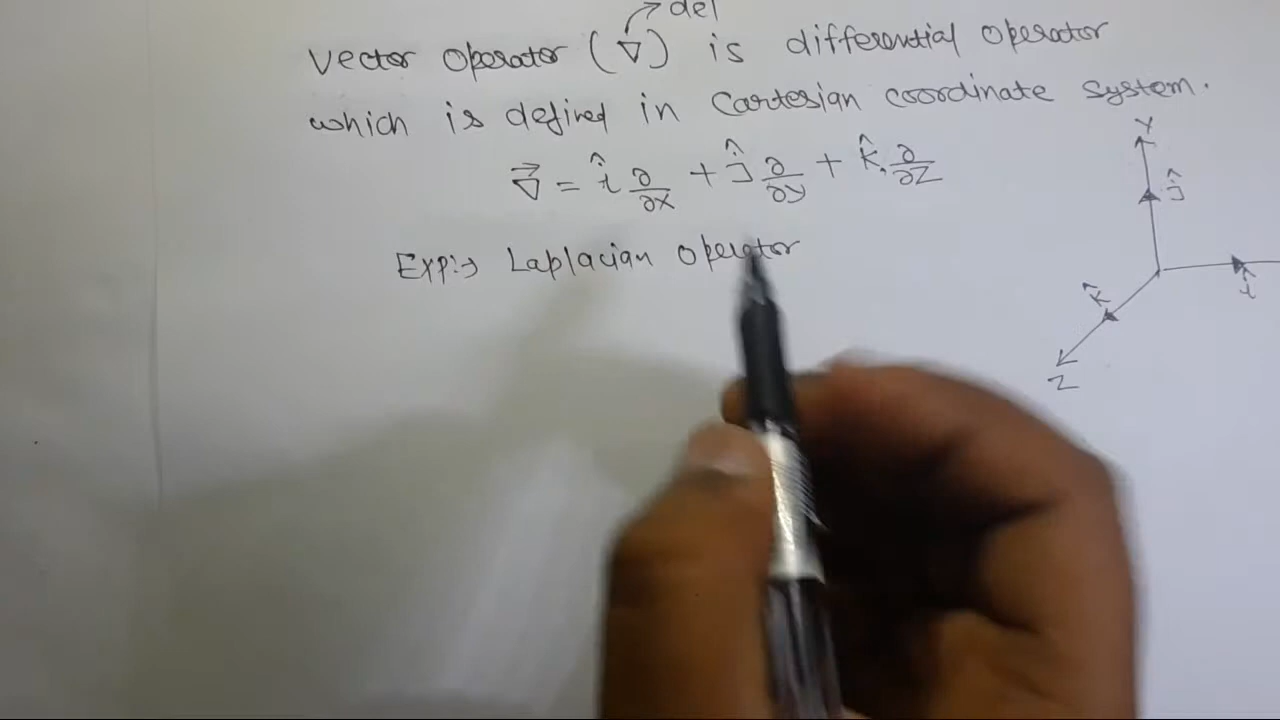 del
Vector operator (∇) is differential operator
which is defined in Cartesian coordinate system.
∇⃗ = î ∂/∂x + ĵ ∂/∂y + k̂ ∂/∂z
Exp:→ Laplacian operator
Y
ĵ
k̂
î
Z